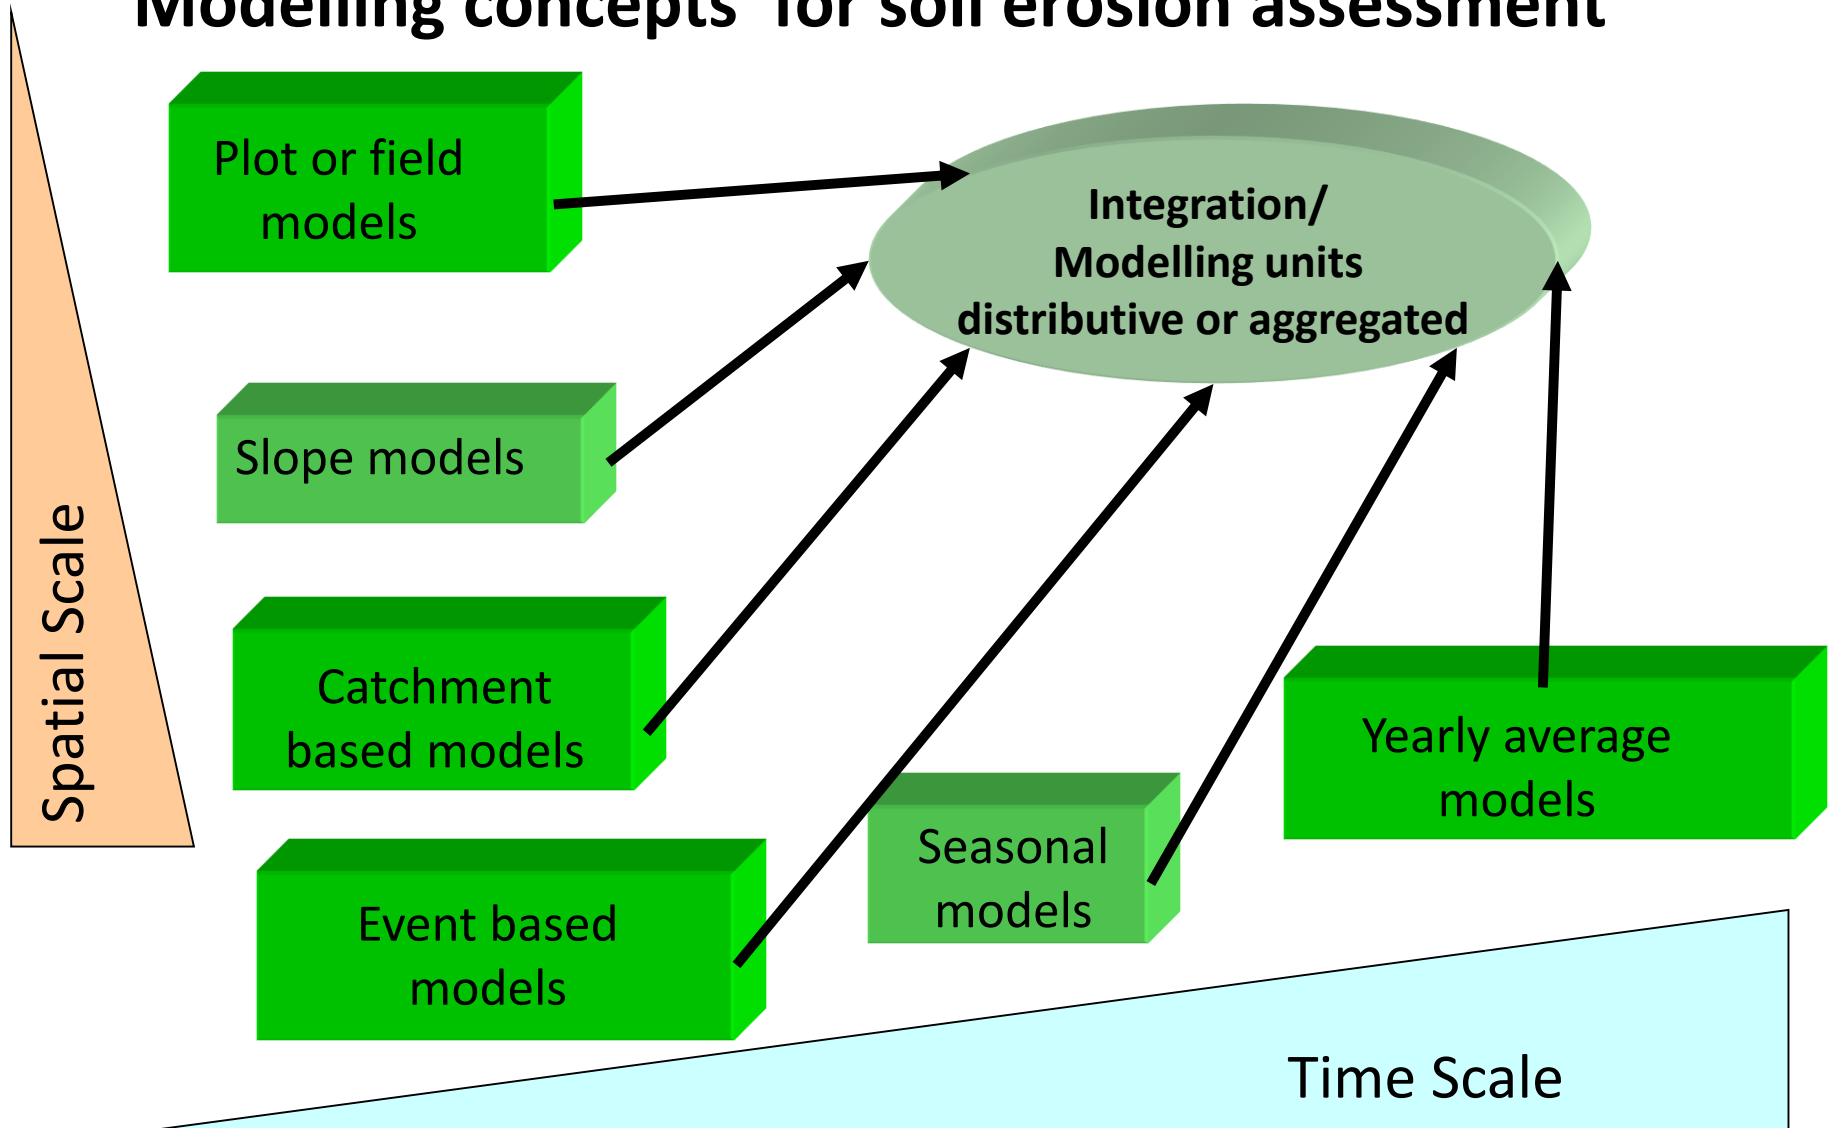 Modelling concepts for soil erosion assessment
Plot or field
models
Integration/
Modelling units
distributive or aggregated
Slope models
Spatial Scale
Catchment
based models
Yearly average
models
Seasonal
models
Event based
models
Time Scale